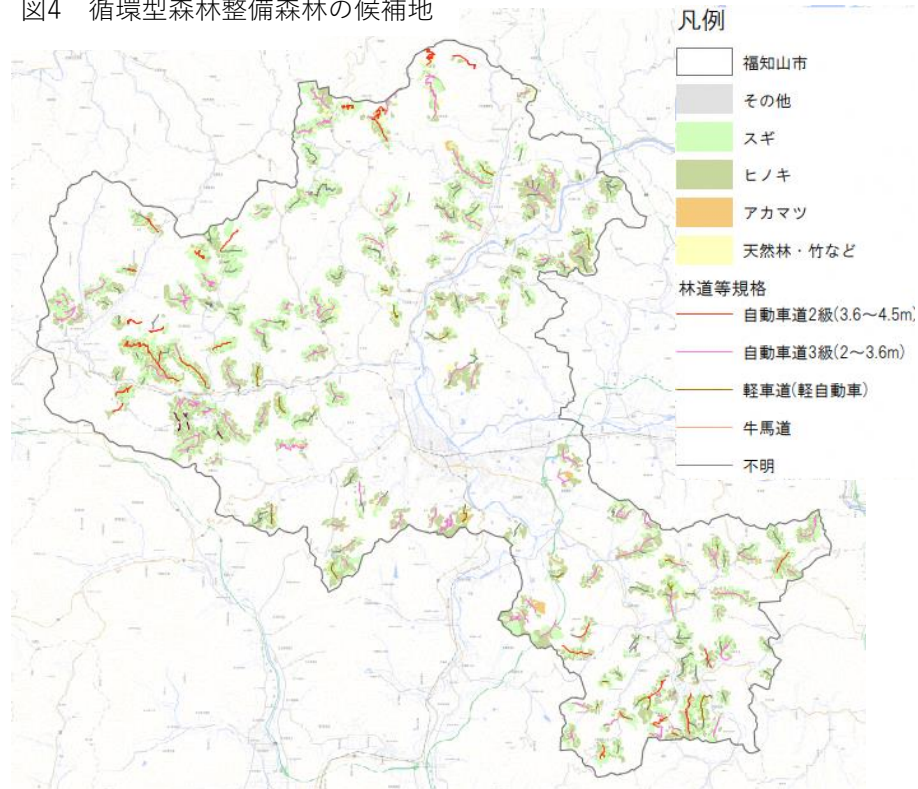 図4　循環型森林整備森林の候補地
凡例
福知山市
その他
スギ
ヒノキ
アカマツ
天然林・竹など
林道等規格
自動車道2級(3.6～4.5m)
自動車道3級(2～3.6m)
軽車道(軽自動車)
牛馬道
不明